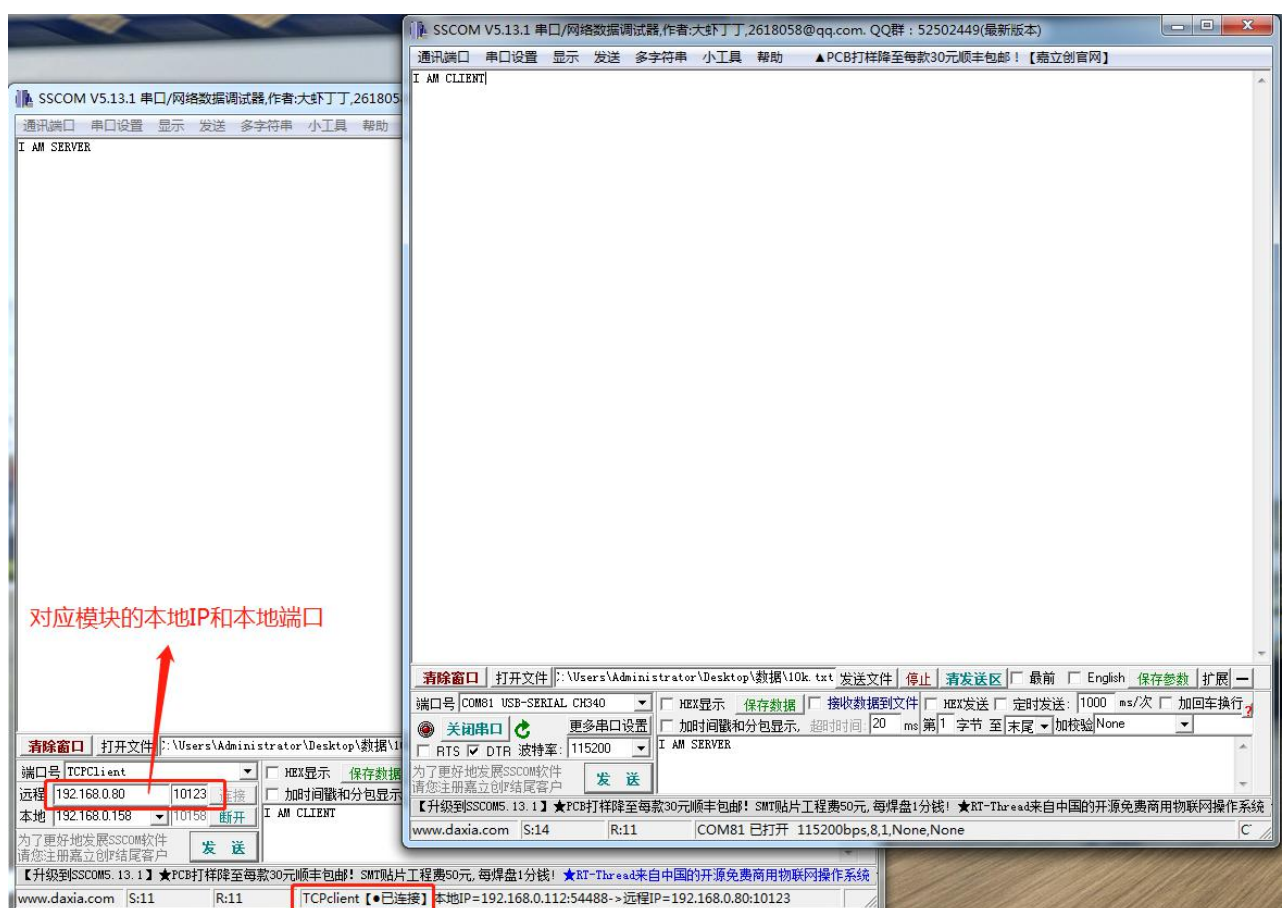 SSCOM V5.13.1 串口/网络数据调试器,作者:大虾丁丁,2618058@qq.com. QQ群：52502449(最新版本)
通讯端口 串口设置 显示 发送 多字符串 小工具 帮助 ▲PCB打样降至每款30元顺丰包邮！【嘉立创官网】
I AM CLIENT
清除窗口 打开文件 :\Users\Administrator\Desktop\数据\10k.txt 发送文件 停止 清发送区 最前 English 保存参数 扩展 —
端口号 COM81 USB-SERIAL CH340 HEX显示 保存数据 接收数据到文件 HEX发送 定时发送: 1000 ms/次 加回车换行
关闭串口 更多串口设置 加时间戳和分包显示, 超时时间: 20 ms 第1 字节 至 末尾 加校验 None
RTS DTR 波特率: 115200 I AM SERVER
为了更好地发展SSCOM软件
请您注册嘉立创F结尾客户 发 送
【升级到SSCOM5.13.1】★PCB打样降至每款30元顺丰包邮! SMT贴片工程费50元,每焊盘1分钱! ★RT-Thread来自中国的开源免费商用物联网操作系统
www.daxia.com S:14 R:11 COM81 已打开 115200bps,8,1,None,None
SSCOM V5.13.1 串口/网络数据调试器,作者:大虾丁丁,261805
通讯端口 串口设置 显示 发送 多字符串 小工具 帮助
I AM SERVER
对应模块的本地IP和本地端口
清除窗口 打开文件 :\Users\Administrator\Desktop\数据\1
端口号 TCPClient HEX显示 保存数据
远程 192.168.0.80 10123 连接 加时间戳和分包显示
本地 192.168.0.158 10158 断开 I AM CLIENT
为了更好地发展SSCOM软件
请您注册嘉立创F结尾客户 发 送
【升级到SSCOM5.13.1】★PCB打样降至每款30元顺丰包邮! SMT贴片工程费50元,每焊盘1分钱! ★RT-Thread来自中国的开源免费商用物联网操作系统
www.daxia.com S:11 R:11 TCPclient【●已连接】本地IP=192.168.0.112:54488->远程IP=192.168.0.80:10123